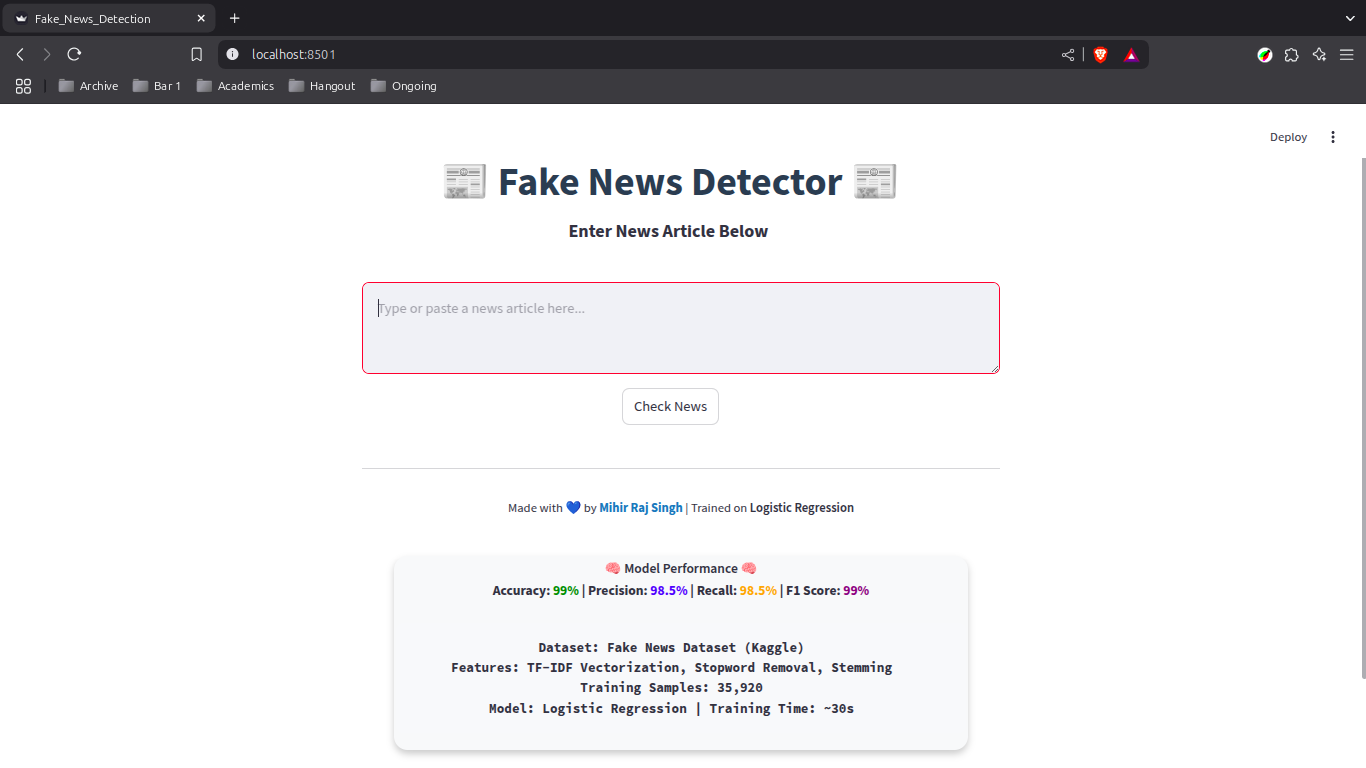 Fake_News_Detection
localhost:8501
Archive Bar 1 Academics Hangout Ongoing
Deploy
Fake News Detector
Enter News Article Below
Type or paste a news article here...
Check News
Made with 💙 by Mihir Raj Singh | Trained on Logistic Regression
🧠 Model Performance 🧠
Accuracy: 99% | Precision: 98.5% | Recall: 98.5% | F1 Score: 99%
Dataset: Fake News Dataset (Kaggle)
Features: TF-IDF Vectorization, Stopword Removal, Stemming
Training Samples: 35,920
Model: Logistic Regression | Training Time: ~30s